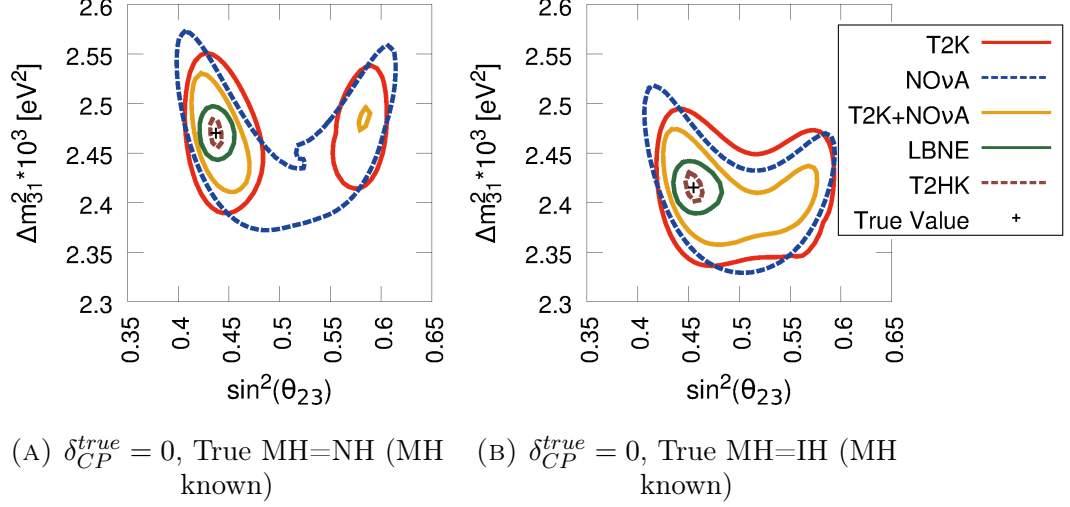 2.6
2.55
2.5
2.45
2.4
2.35
2.3
Δm²₃₁*10³ [eV²]
0.35
0.4
0.45
0.5
0.55
0.6
0.65
sin²(θ₂₃)
2.6
2.55
2.5
2.45
2.4
2.35
2.3
Δm²₃₁*10³ [eV²]
0.35
0.4
0.45
0.5
0.55
0.6
0.65
sin²(θ₂₃)
T2K
NOνA
T2K+NOνA
LBNE
T2HK
True Value
(A) δ_{CP}^{true} = 0, True MH=NH (MH
known)
(B) δ_{CP}^{true} = 0, True MH=IH (MH
known)